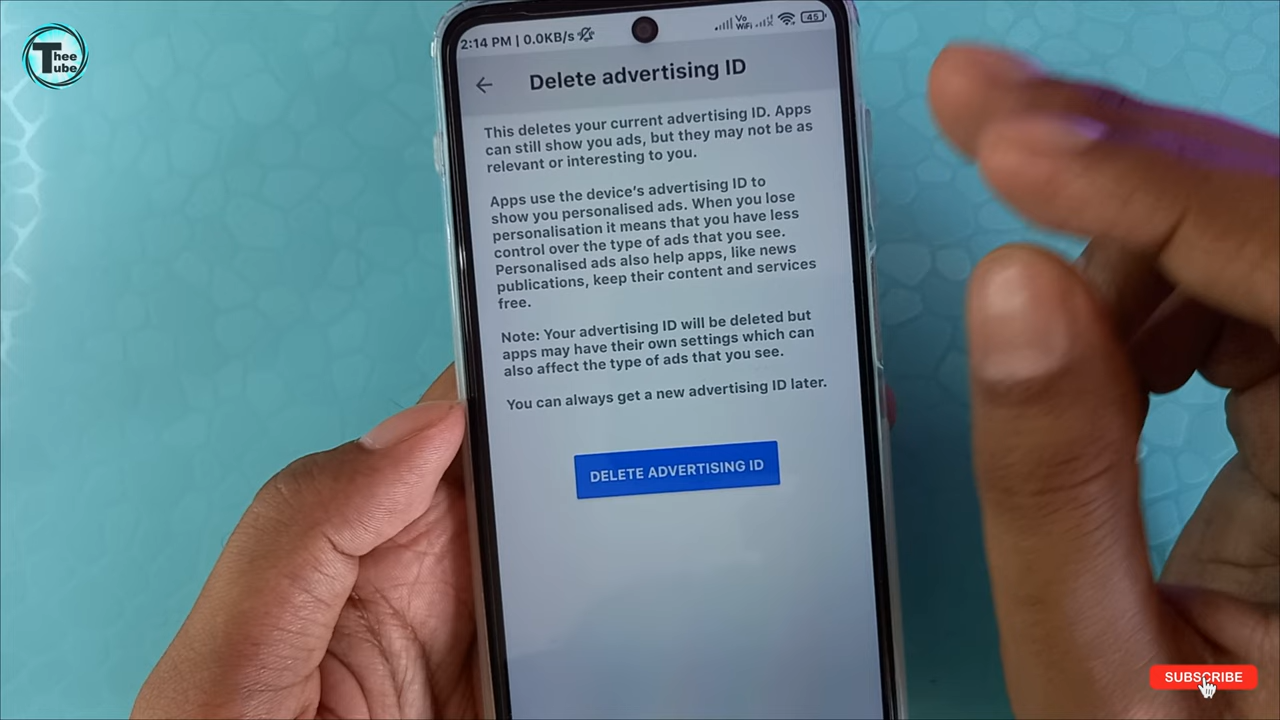 Thee
Tube
2:14 PM | 0.0KB/s
Vo
WiFi
45
Delete advertising ID
This deletes your current advertising ID. Apps
can still show you ads, but they may not be as
relevant or interesting to you.
Apps use the device's advertising ID to
show you personalised ads. When you lose
personalisation it means that you have less
control over the type of ads that you see.
Personalised ads also help apps, like news
publications, keep their content and services
free.
Note: Your advertising ID will be deleted but
apps may have their own settings which can
also affect the type of ads that you see.
You can always get a new advertising ID later.
DELETE ADVERTISING ID
SUBSCRIBE